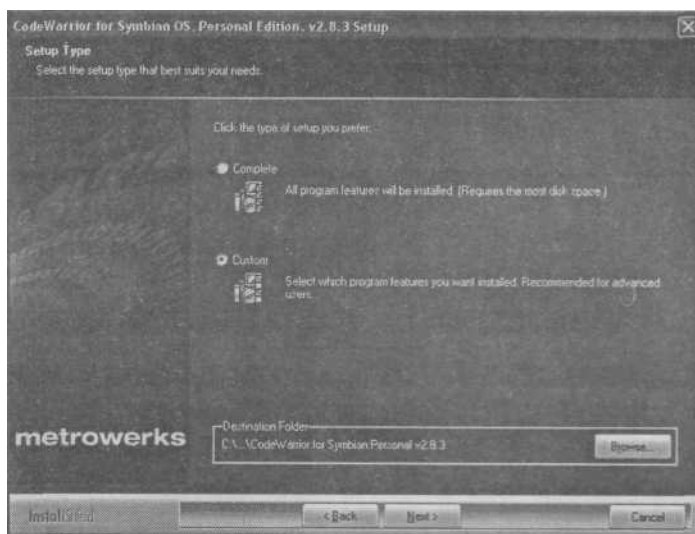 CodeWarrior for Symbian OS, Personal Edition, v2.8.3 Setup
Setup Type
Select the setup type that best suits your needs.
Click the type of setup you prefer.
Complete
All program features will be installed. (Requires the most disk space.)
Custom
Select which program features you want installed. Recommended for advanced
users.
metrowerks
Destination Folder
C:\...\CodeWarrior for Symbian Personal v2.8.3
Browse...
InstallShield
< Back
Next >
Cancel